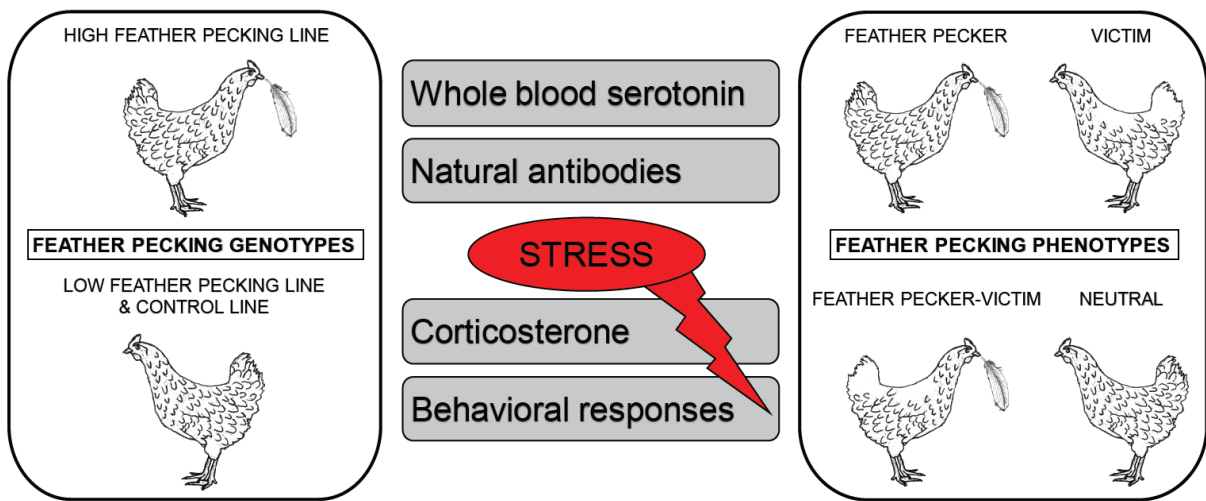 HIGH FEATHER PECKING LINE
FEATHER PECKING GENOTYPES
LOW FEATHER PECKING LINE
& CONTROL LINE
Whole blood serotonin
Natural antibodies
STRESS
Corticosterone
Behavioral responses
FEATHER PECKER
VICTIM
FEATHER PECKING PHENOTYPES
FEATHER PECKER-VICTIM
NEUTRAL